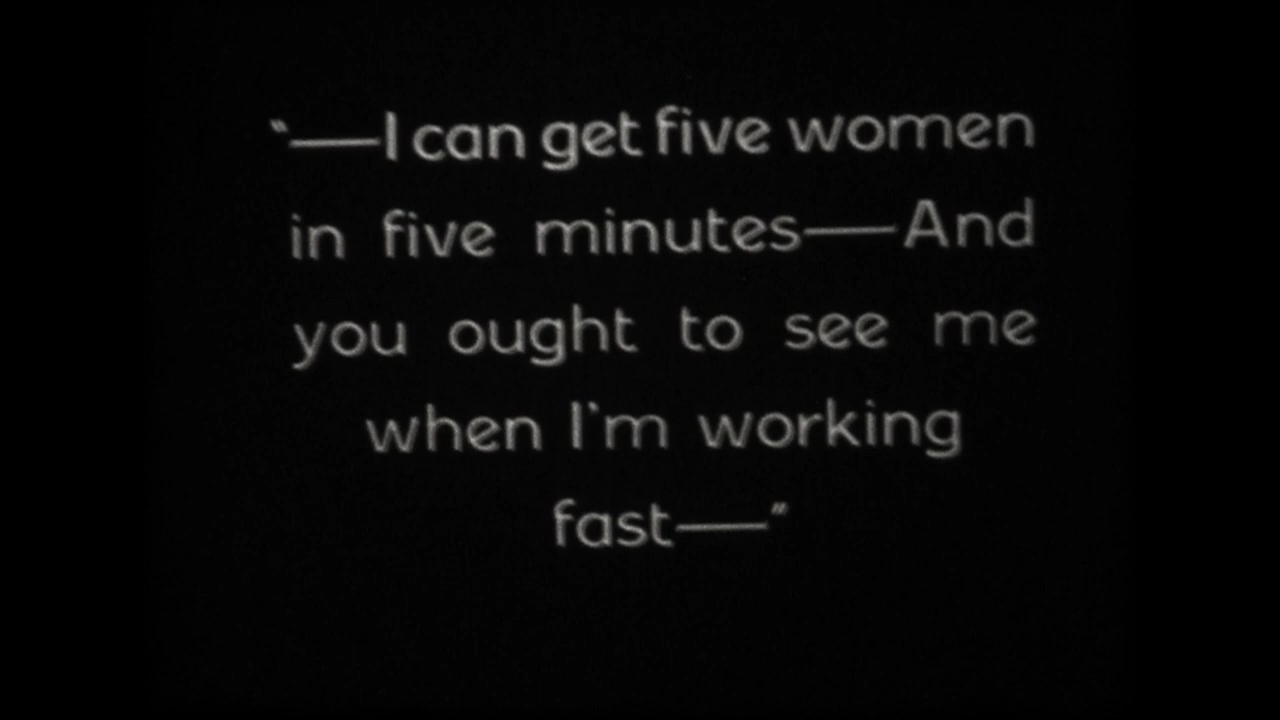 "—I can get five women
in five minutes—And
you ought to see me
when I'm working
fast—"